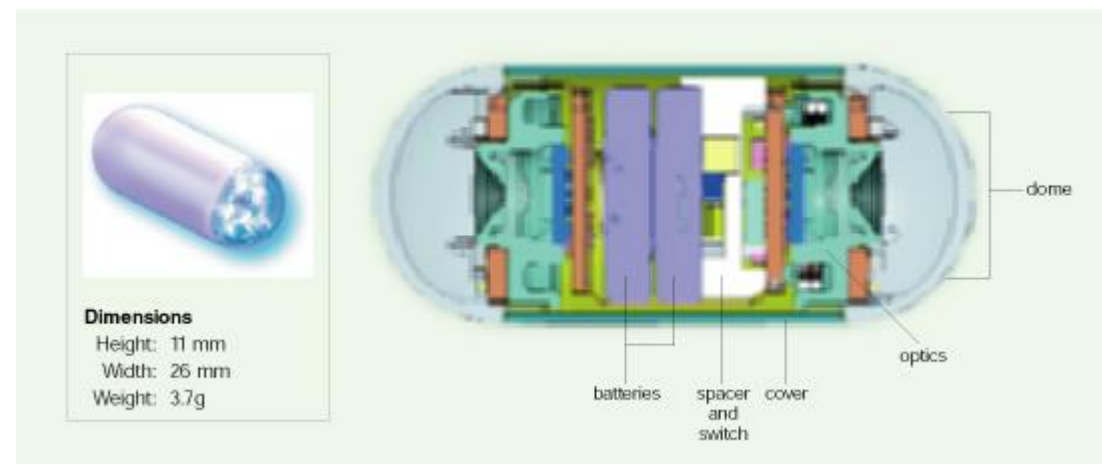 Dimensions
Height: 11 mm
Width: 26 mm
Weight: 3.7g
dome
optics
batteries
spacer
and
switch
cover